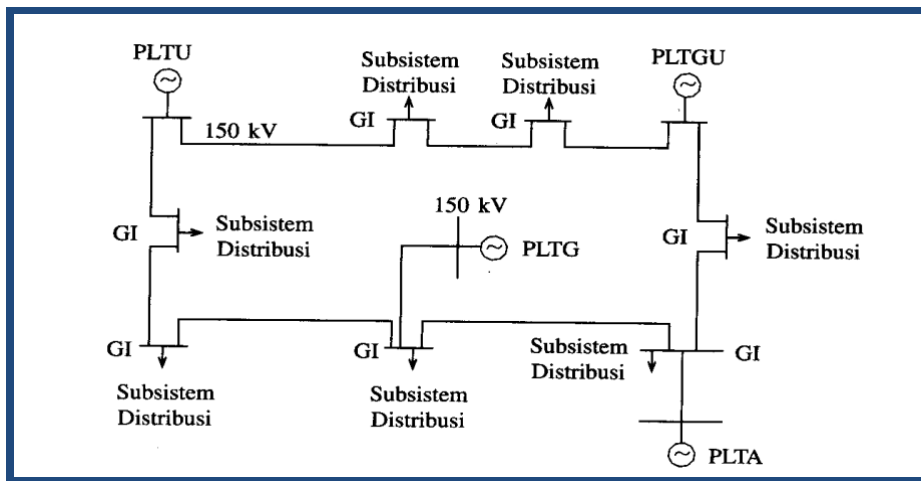 PLTU
Subsistem
Distribusi
Subsistem
Distribusi
PLTGU
GI
GI
150 kV
150 kV
GI
Subsistem
Distribusi
PLTG
GI
Subsistem
Distribusi
GI
Subsistem
Distribusi
GI
Subsistem
Distribusi
Subsistem
Distribusi
GI
PLTA